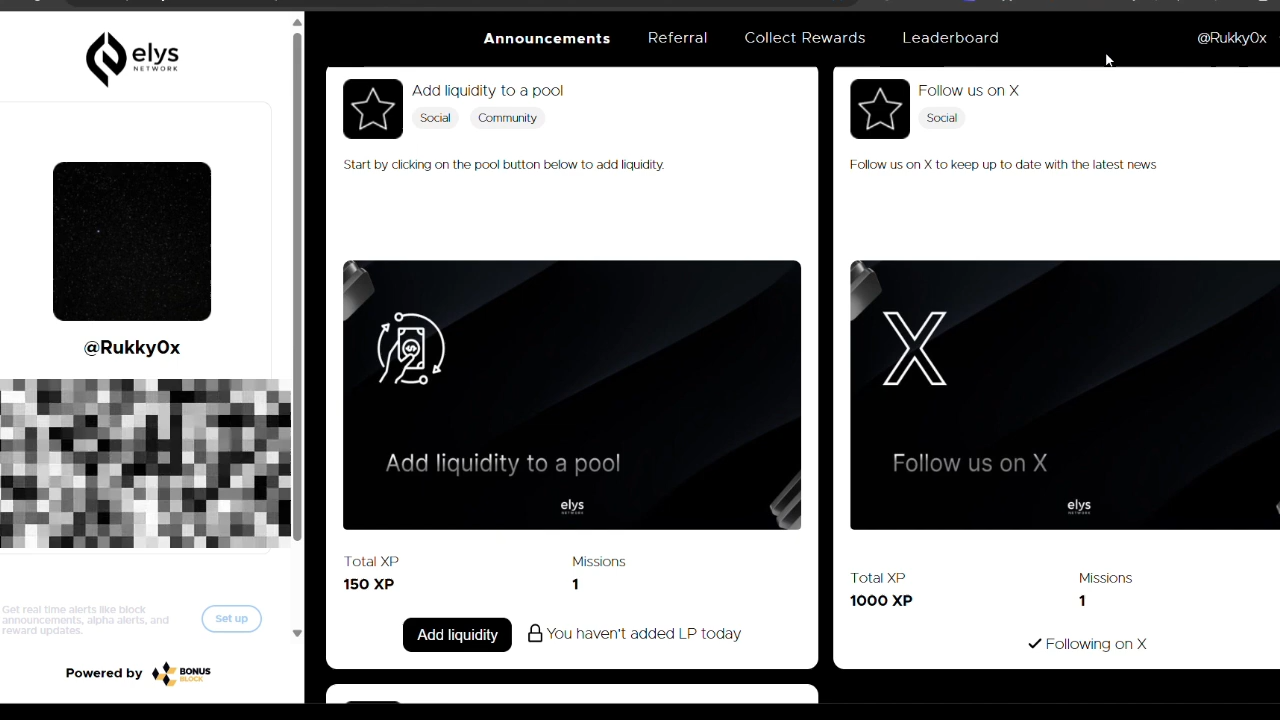 elys
NETWORK
Announcements
Referral
Collect Rewards
Leaderboard
@Rukky0x
@Rukky0x
Get real time alerts like block
announcements, alpha alerts, and
reward updates.
Set up
Powered by
BONUS
BLOCK
Add liquidity to a pool
Social
Community
Start by clicking on the pool button below to add liquidity.
Add liquidity to a pool
elys
NETWORK
Total XP
Missions
150 XP
1
Add liquidity
You haven't added LP today
Follow us on X
Social
Follow us on X to keep up to date with the latest news
X
Follow us on X
elys
NETWORK
Total XP
Missions
1000 XP
1
Following on X